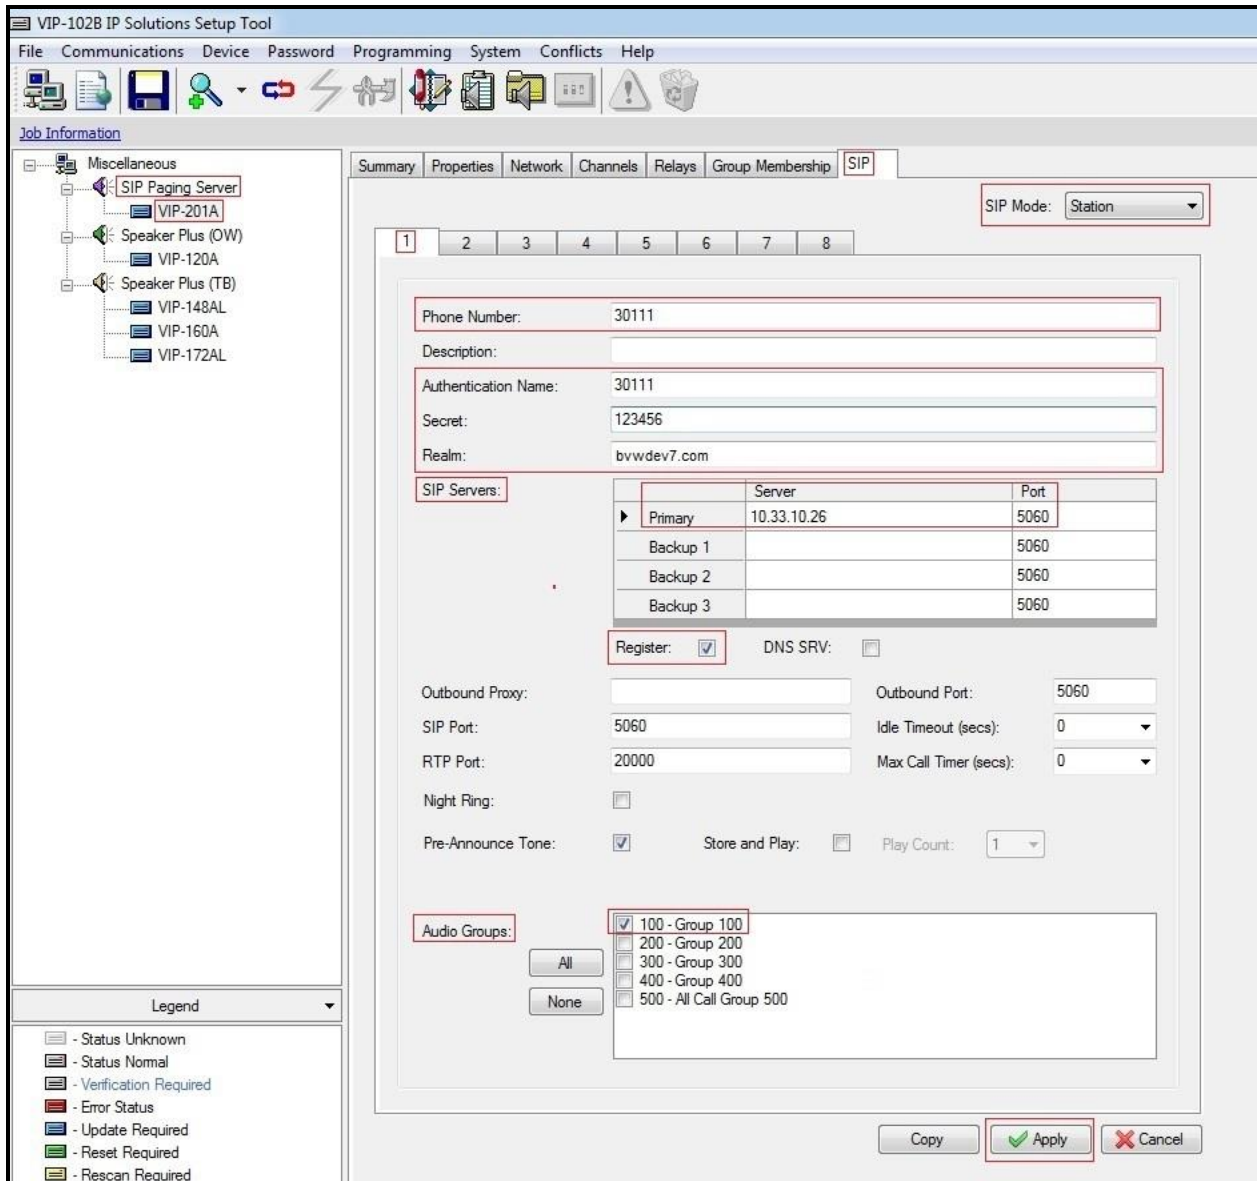 VIP-102B IP Solutions Setup Tool
File Communications Device Password Programming System Conflicts Help
Job Information
Miscellaneous
SIP Paging Server
VIP-201A
Speaker Plus (OW)
VIP-120A
Speaker Plus (TB)
VIP-148AL
VIP-160A
VIP-172AL
Summary Properties Network Channels Relays Group Membership SIP
SIP Mode: Station
1 2 3 4 5 6 7 8
Phone Number: 30111
Description:
Authentication Name: 30111
Secret: 123456
Realm: bvwdev7.com
SIP Servers:
Server Port
Primary 10.33.10.26 5060
Backup 1 5060
Backup 2 5060
Backup 3 5060
Register: DNS SRV:
Outbound Proxy: Outbound Port: 5060
SIP Port: 5060 Idle Timeout (secs): 0
RTP Port: 20000 Max Call Timer (secs): 0
Night Ring:
Pre-Announce Tone: Store and Play: Play Count: 1
Audio Groups:
100 - Group 100
200 - Group 200
300 - Group 300
400 - Group 400
500 - All Call Group 500
All
None
Legend
- Status Unknown
- Status Normal
- Verification Required
- Error Status
- Update Required
- Reset Required
- Rescan Required
Copy Apply Cancel